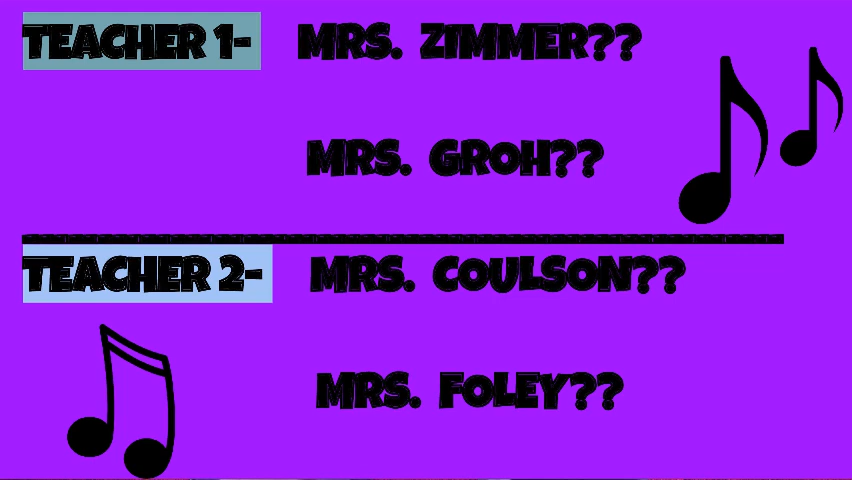 TEACHER 1- MRS. ZIMMER??
MRS. GROH??
TEACHER 2- MRS. COULSON??
MRS. FOLEY??